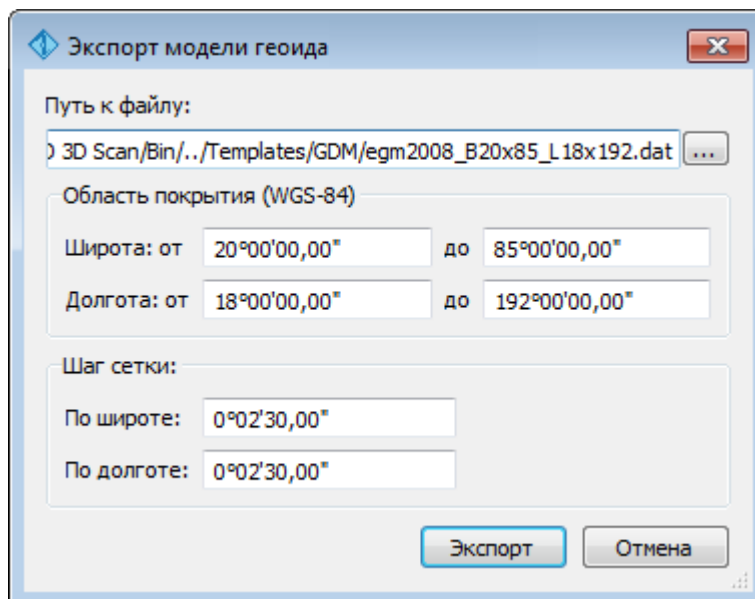 Экспорт модели геоида
Путь к файлу:
3D Scan/Bin/../Templates/GDM/egm2008_B20x85_L18x192.dat ...
Область покрытия (WGS-84)
Широта: от 20°00'00,00" до 85°00'00,00"
Долгота: от 18°00'00,00" до 192°00'00,00"
Шаг сетки:
По широте: 0°02'30,00"
По долготе: 0°02'30,00"
Экспорт Отмена